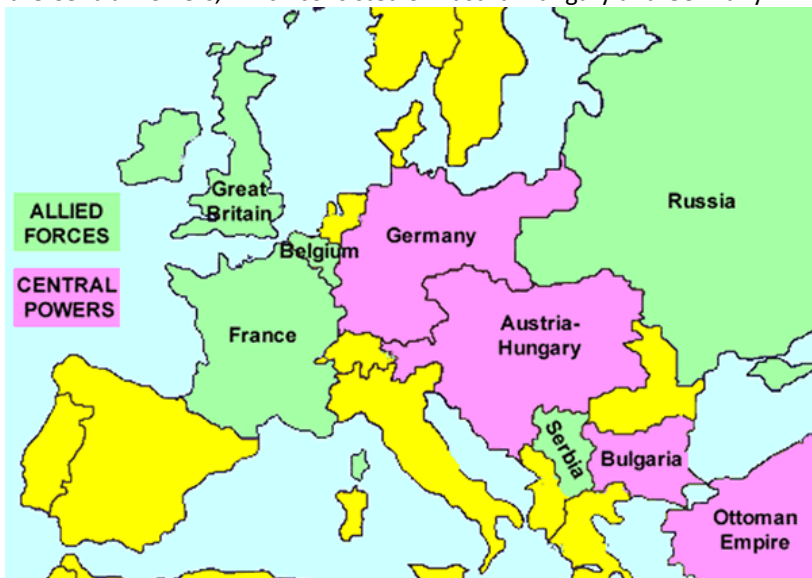 Great
Britain
ALLIED
FORCES
Russia
Belgium
Germany
CENTRAL
POWERS
France
Austria-
Hungary
Serbia
Bulgaria
Ottoman
Empire